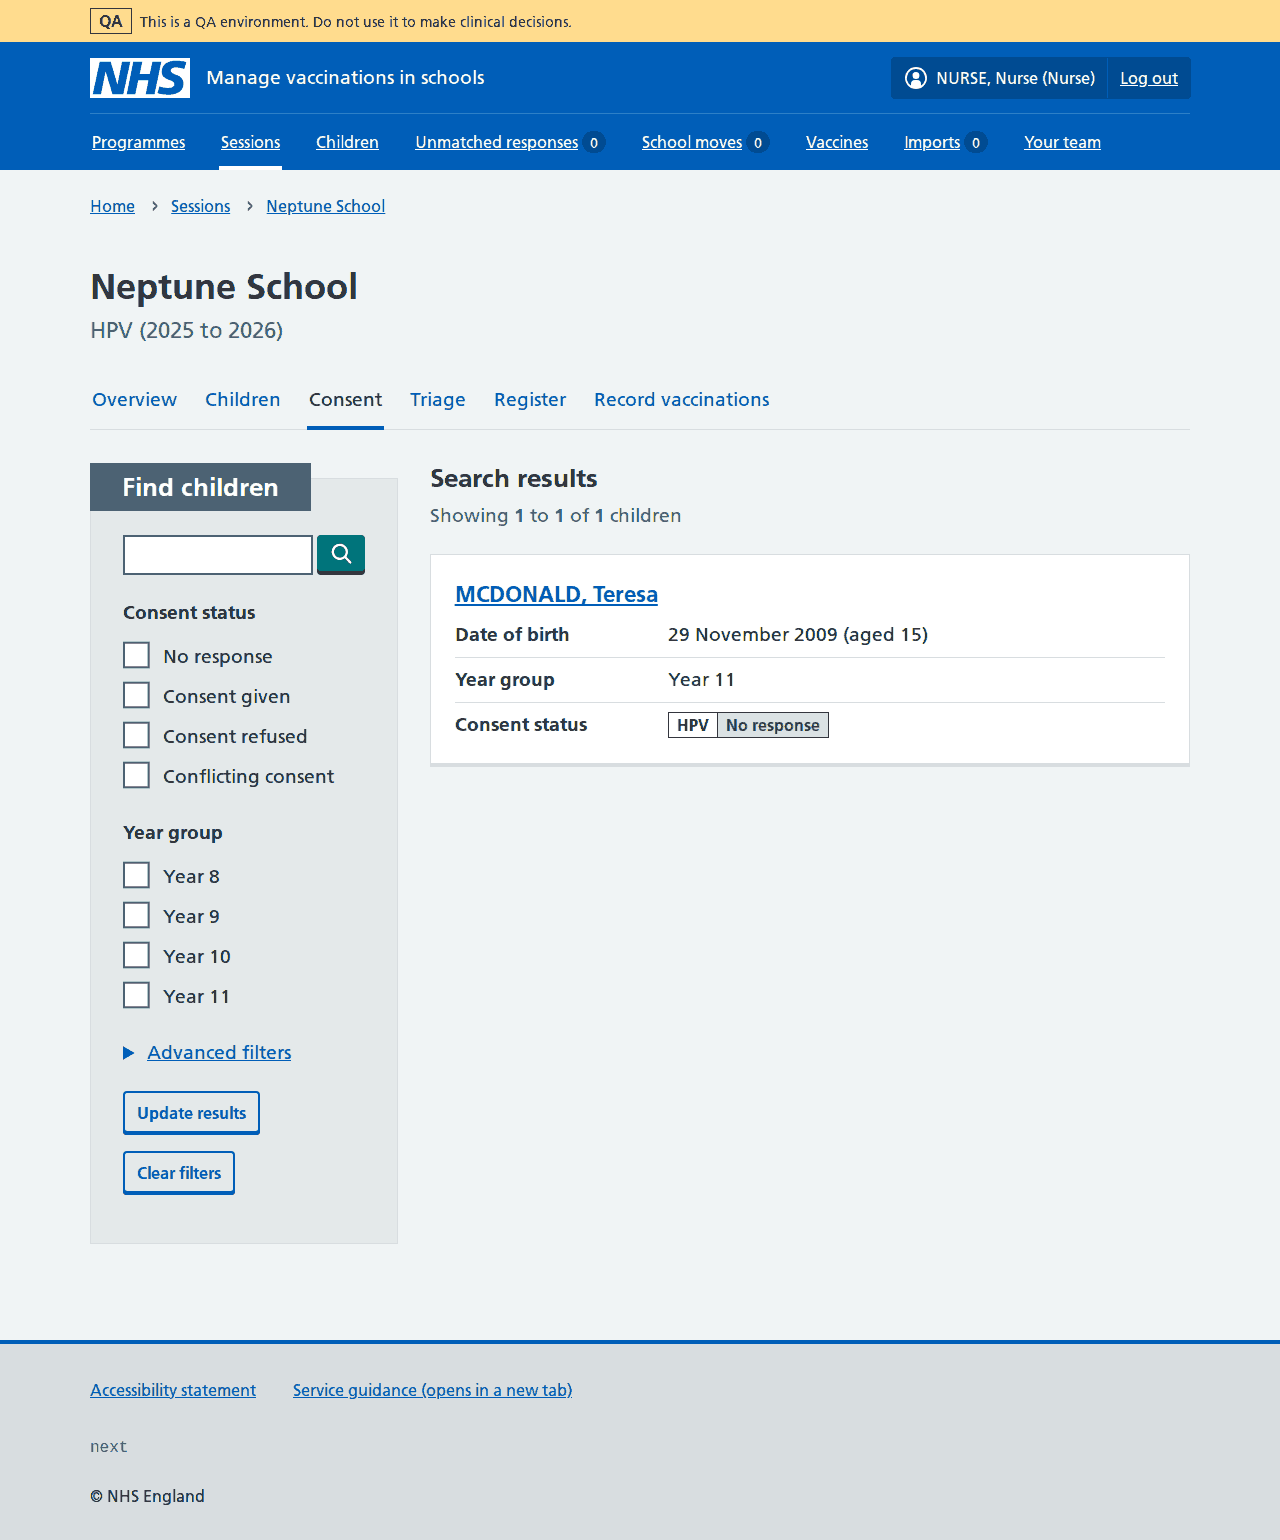 QA This is a QA environment. Do not use it to make clinical decisions.
NHS Manage vaccinations in schools NURSE, Nurse (Nurse) Log out
Programmes Sessions Children Unmatched responses 0 School moves 0 Vaccines Imports 0 Your team
Home Sessions Neptune School
Neptune School
HPV (2025 to 2026)
Overview Children Consent Triage Register Record vaccinations
Find children
Consent status
No response
Consent given
Consent refused
Conflicting consent
Year group
Year 8
Year 9
Year 10
Year 11
Advanced filters
Update results
Clear filters
Search results
Showing 1 to 1 of 1 children
MCDONALD, Teresa
Date of birth 29 November 2009 (aged 15)
Year group Year 11
Consent status HPV No response
Accessibility statement Service guidance (opens in a new tab)
next
© NHS England